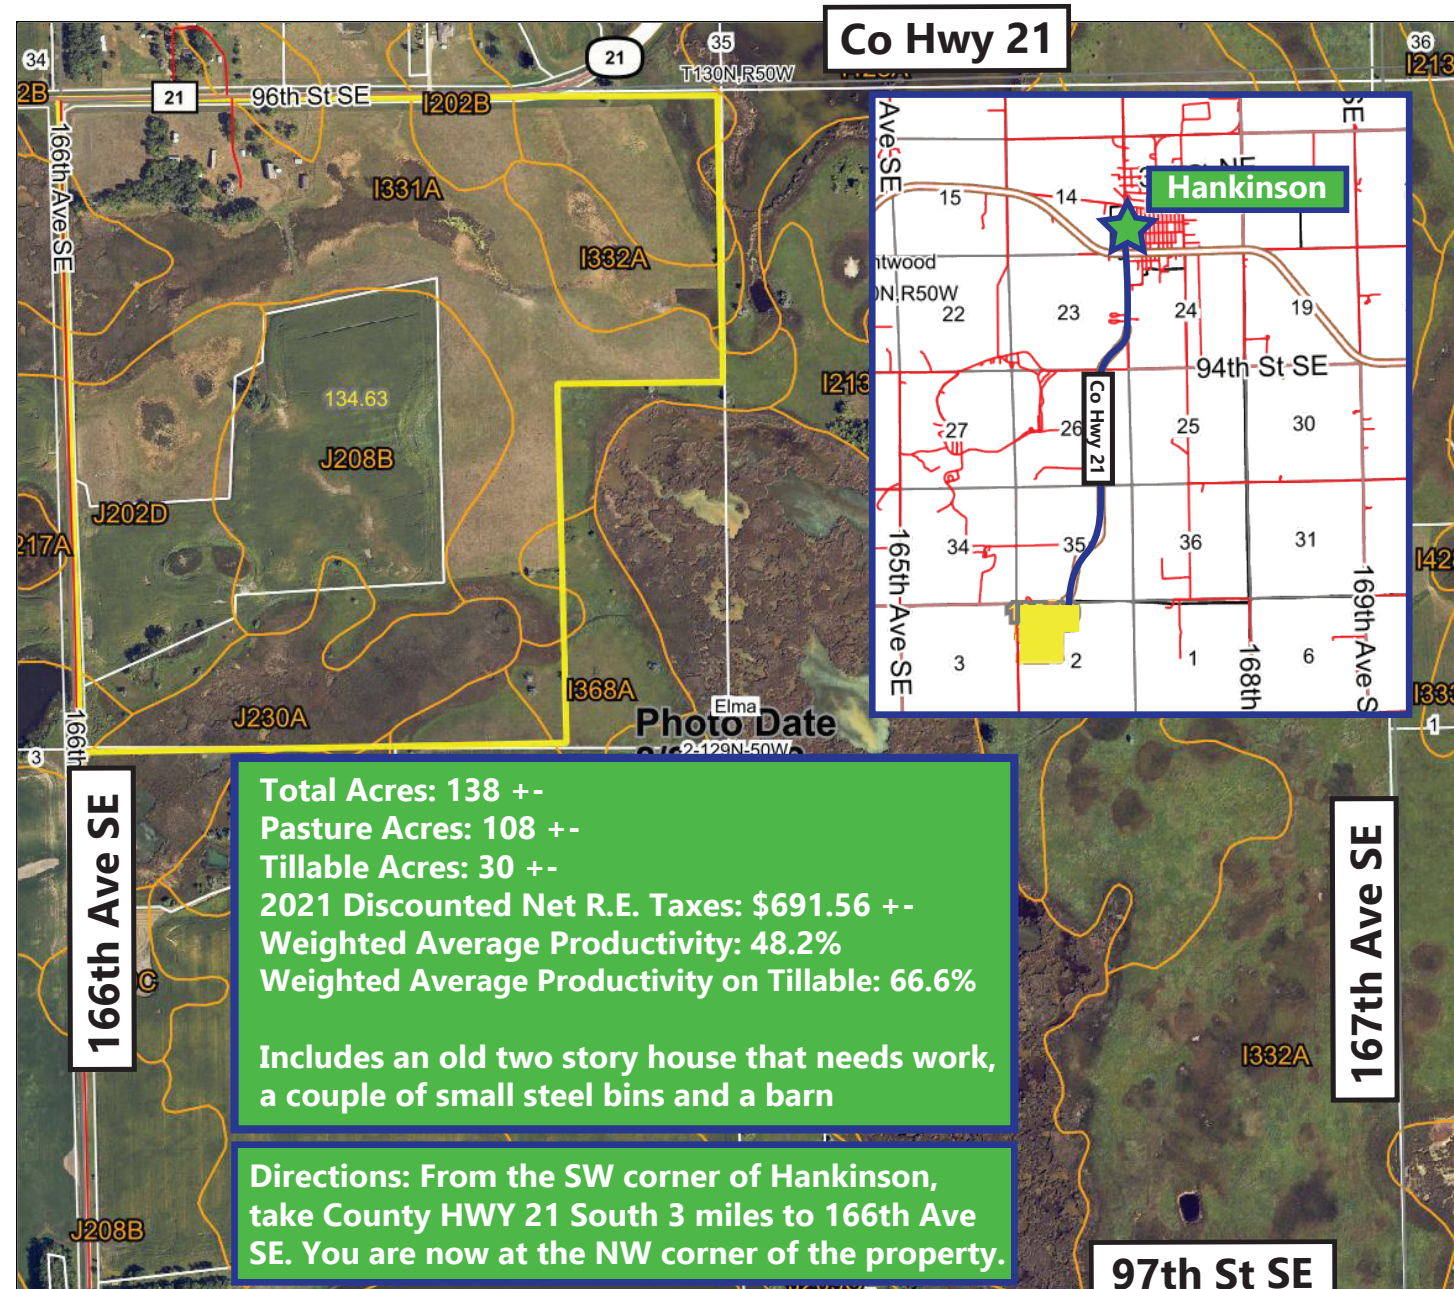 Co Hwy 21
34
21
35
T130N,R50W
36
I213
2B
21
96th St SE
I202B
166th Ave SE
I331A
I332A
I213
134.63
J208B
J202D
217A
I42
I368A
J230A
I333
1
Elma
Photo Date
2-129N-50W
3
166th
Ave SE
SE
15
14
Hankinson
ntwood
0N,R50W
22
23
24
19
94th St SE
27
26
Co Hwy 21
25
30
34
35
36
31
165th Ave SE
169th Ave S
168th
3
2
1
6
Total Acres: 138 +-
Pasture Acres: 108 +-
Tillable Acres: 30 +-
2021 Discounted Net R.E. Taxes: $691.56 +-
Weighted Average Productivity: 48.2%
Weighted Average Productivity on Tillable: 66.6%
Includes an old two story house that needs work,
a couple of small steel bins and a barn
166th Ave SE
C
167th Ave SE
I332A
Directions: From the SW corner of Hankinson,
take County HWY 21 South 3 miles to 166th Ave
SE. You are now at the NW corner of the property.
J208B
97th St SE